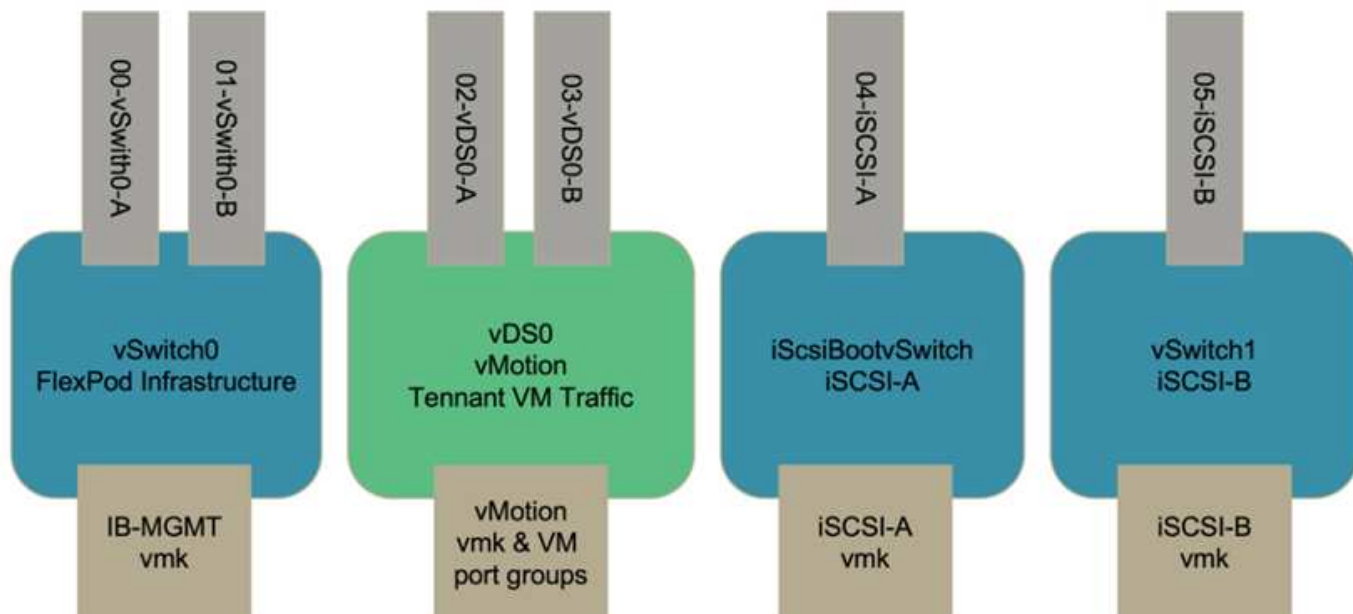 00-vSwith0-A
01-vSwith0-B
02-vDS0-A
03-vDS0-B
04-iSCSI-A
05-iSCSI-B
vSwitch0
FlexPod Infrastructure
vDS0
vMotion
Tennant VM Traffic
iScsiBootvSwitch
iSCSI-A
vSwitch1
iSCSI-B
IB-MGMT
vmk
vMotion
vmk & VM
port groups
iSCSI-A
vmk
iSCSI-B
vmk